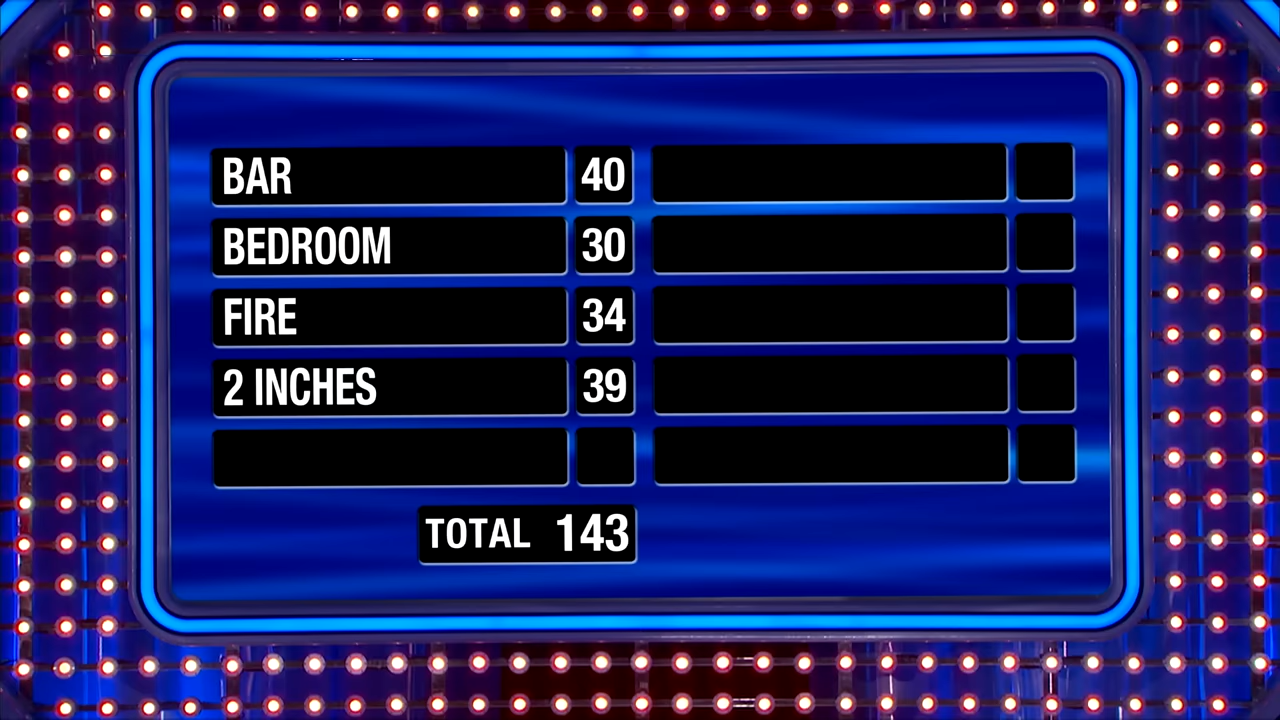 BAR 40
BEDROOM 30
FIRE 34
2 INCHES 39
TOTAL 143